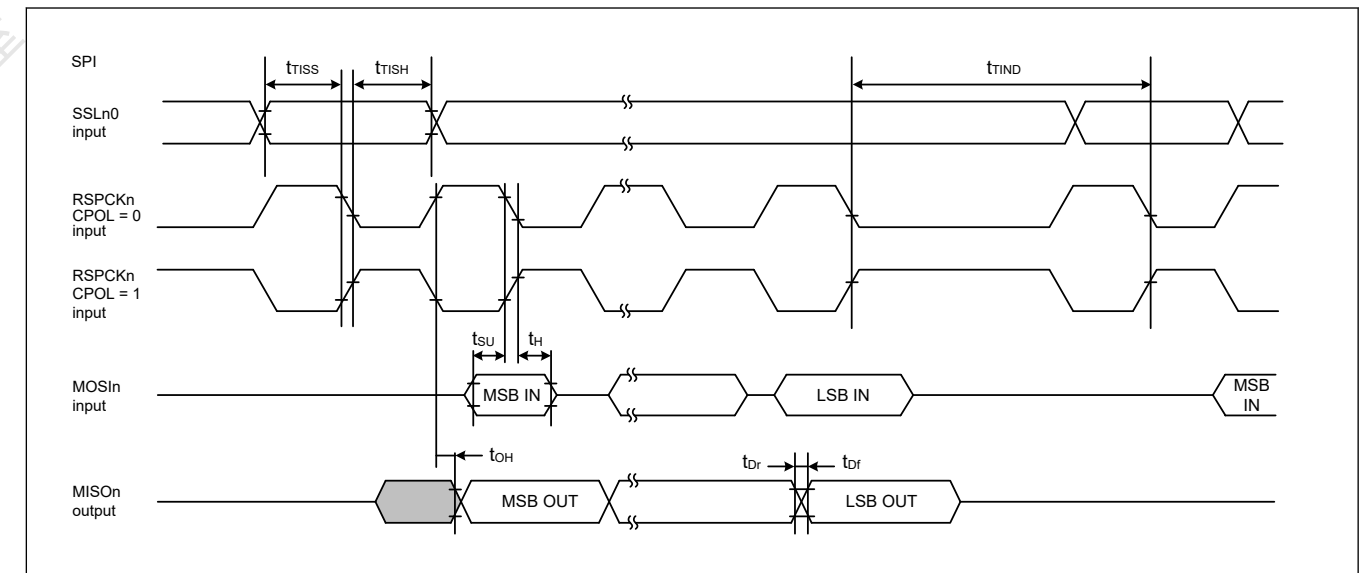 SPI
tTISS
tTISH
tTIND
SSLn0
input
RSPCKn
CPOL = 0
input
RSPCKn
CPOL = 1
input
tSU
tH
MOSIn
input
MSB IN
LSB IN
MSB
IN
tOH
tDr
tDf
MISOn
output
MSB OUT
LSB OUT